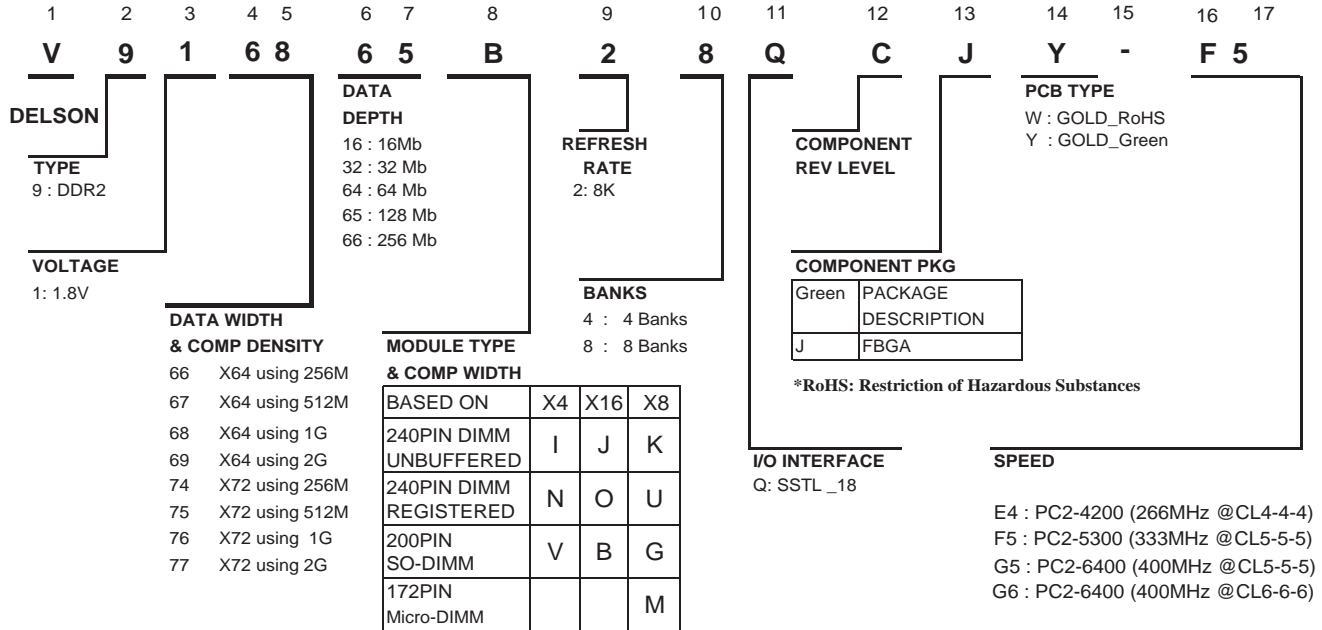 1 2 3 4 5 6 7 8 9 10 11 12 13 14 15 16 17
V 9 1 6 8 6 5 B 2 8 Q C J Y - F 5
DELSON
TYPE
9 : DDR2
VOLTAGE
1: 1.8V
DATA WIDTH
& COMP DENSITY
66 X64 using 256M
67 X64 using 512M
68 X64 using 1G
69 X64 using 2G
74 X72 using 256M
75 X72 using 512M
76 X72 using 1G
77 X72 using 2G
DATA
DEPTH
16 : 16Mb
32 : 32 Mb
64 : 64 Mb
65 : 128 Mb
66 : 256 Mb
MODULE TYPE
& COMP WIDTH
BASED ON X4 X16 X8
240PIN DIMM
UNBUFFERED I J K
240PIN DIMM
REGISTERED N O U
200PIN
SO-DIMM V B G
172PIN
Micro-DIMM M
REFRESH
RATE
2: 8K
BANKS
4 : 4 Banks
8 : 8 Banks
I/O INTERFACE
Q: SSTL _18
COMPONENT
REV LEVEL
COMPONENT PKG
Green PACKAGE
DESCRIPTION
J FBGA
*RoHS: Restriction of Hazardous Substances
PCB TYPE
W : GOLD_RoHS
Y : GOLD_Green
SPEED
E4 : PC2-4200 (266MHz @CL4-4-4)
F5 : PC2-5300 (333MHz @CL5-5-5)
G5 : PC2-6400 (400MHz @CL5-5-5)
G6 : PC2-6400 (400MHz @CL6-6-6)